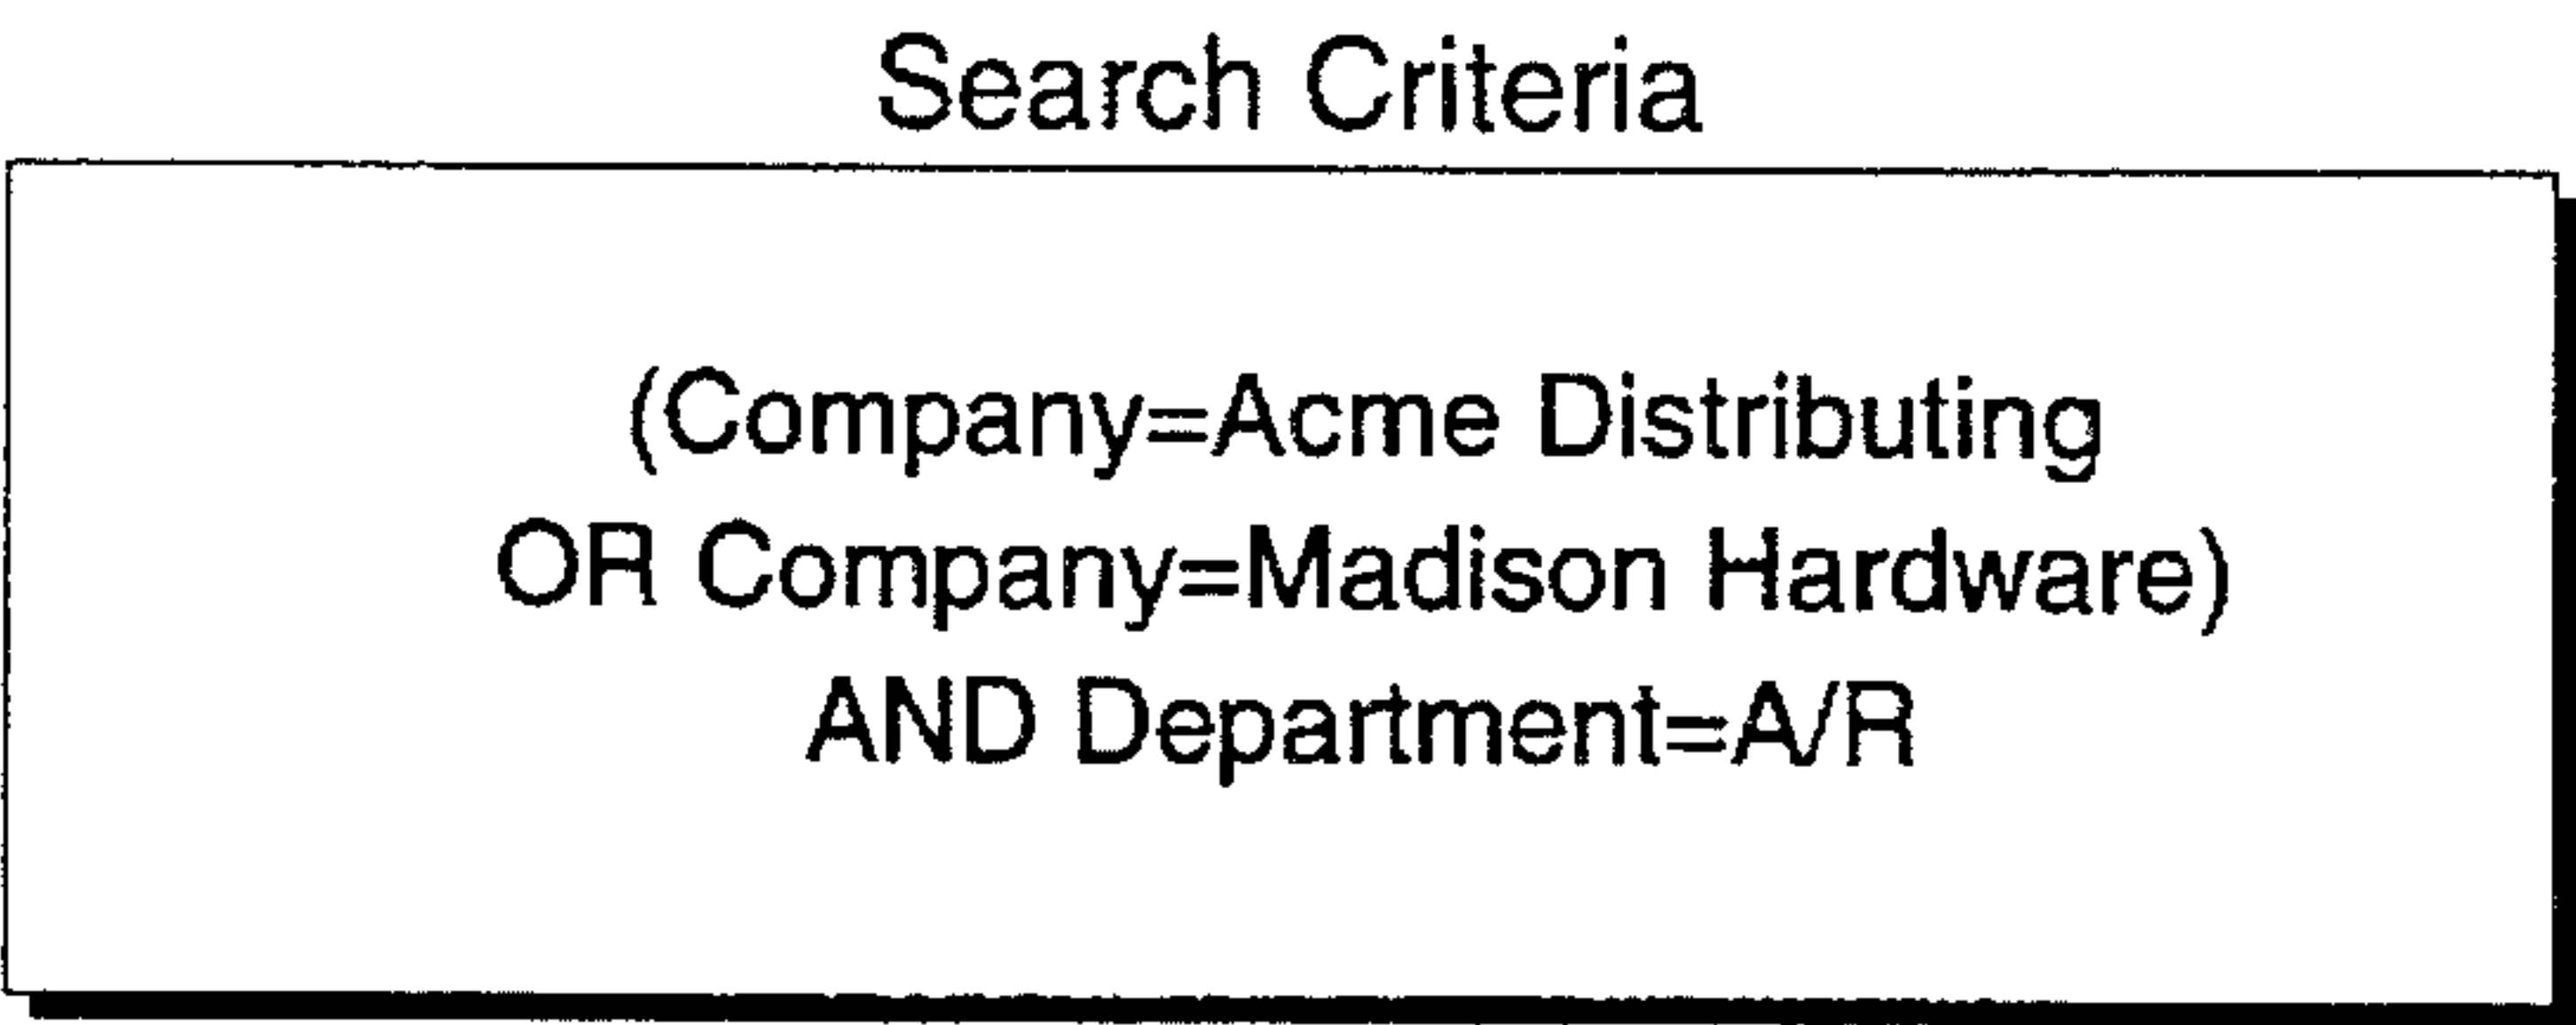 Search Criteria
(Company=Acme Distributing
OR Company=Madison Hardware)
AND Department=A/R